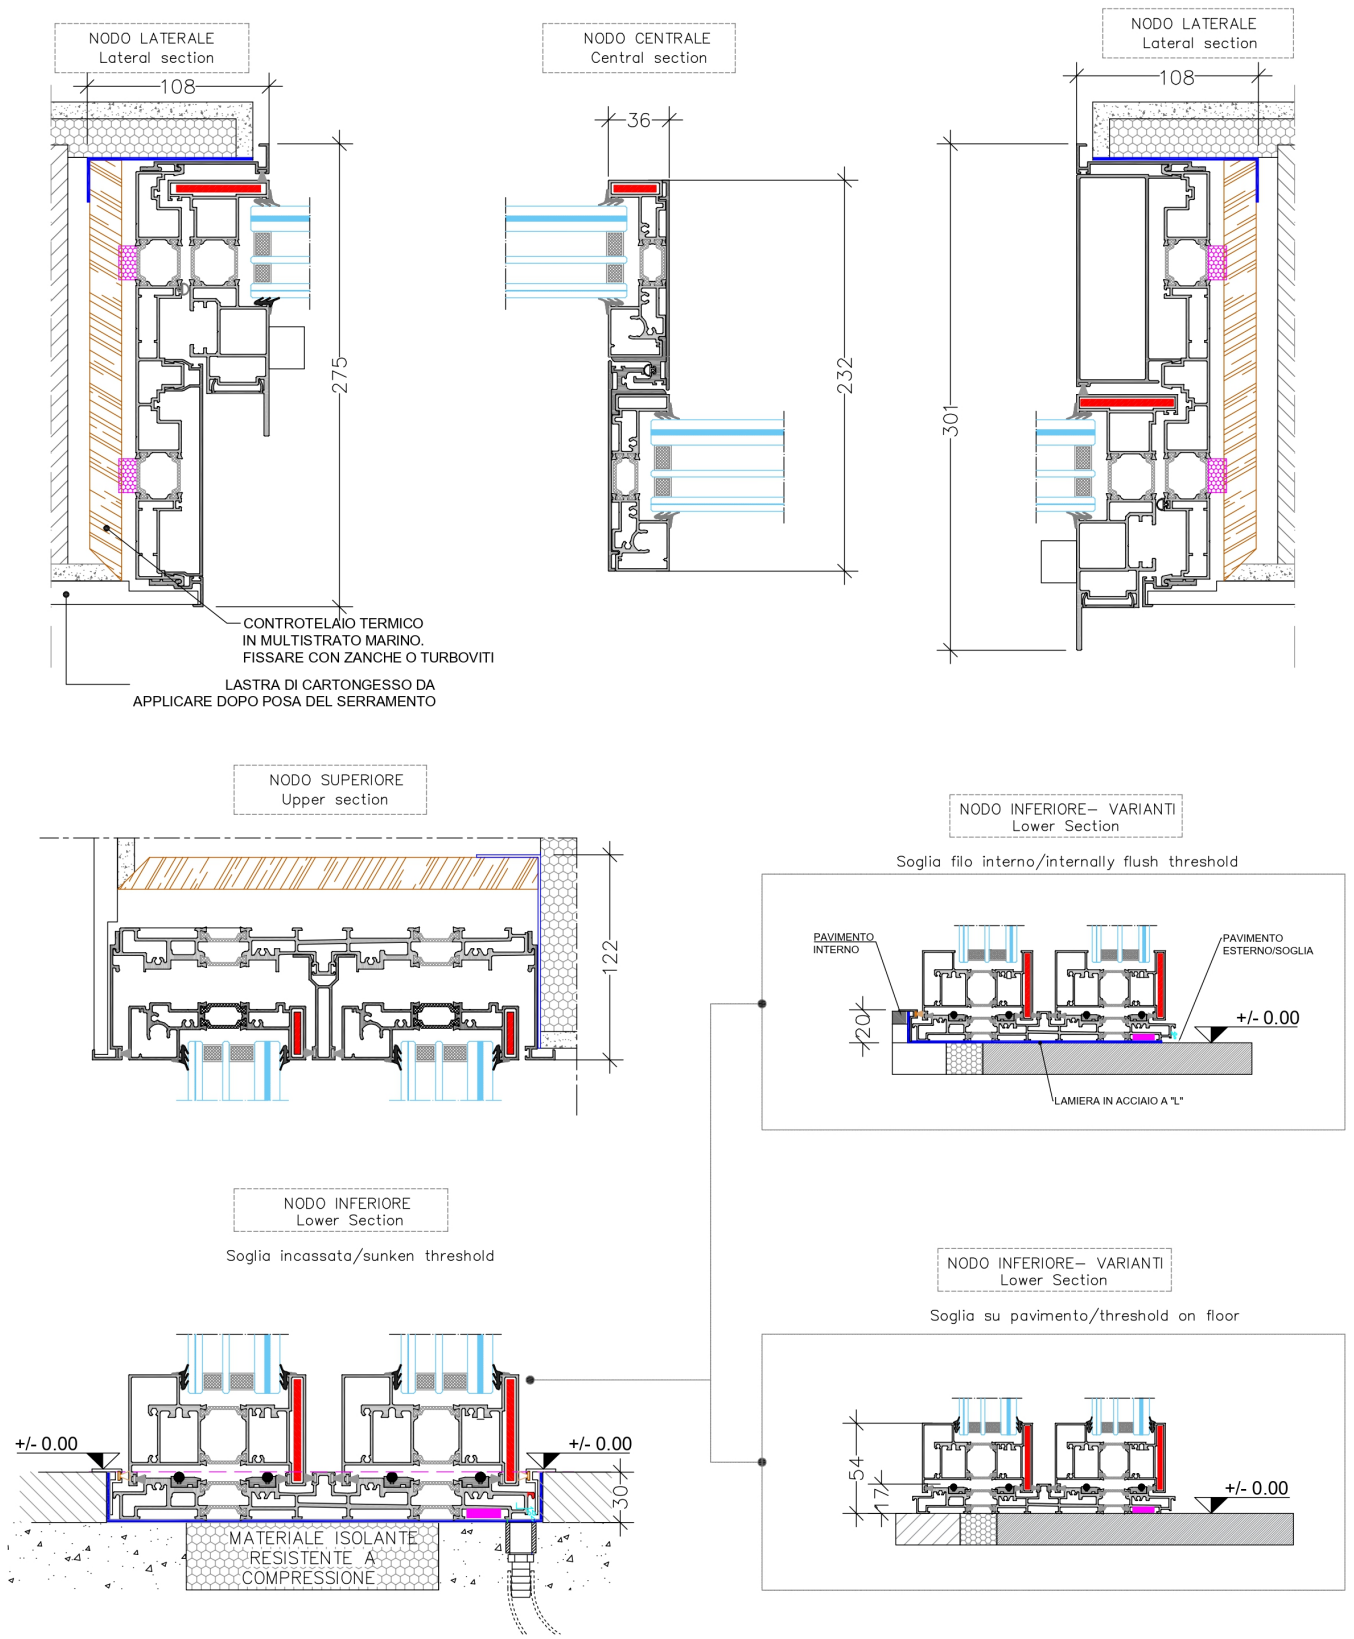 NODO LATERALE
Lateral section
108
275
NODO CENTRALE
Central section
36
232
NODO LATERALE
Lateral section
108
301
CONTROTELAIO TERMICO
IN MULTISTRATO MARINO.
FISSARE CON ZANCHE O TURBOVITI
LASTRA DI CARTONGESSO DA
APPLICARE DOPO POSA DEL SERRAMENTO
NODO SUPERIORE
Upper section
122
NODO INFERIORE- VARIANTI
Lower Section
Soglia filo interno/internally flush threshold
PAVIMENTO
INTERNO
PAVIMENTO
ESTERNO/SOGLIA
20
+/- 0.00
LAMIERA IN ACCIAIO A "L"
NODO INFERIORE
Lower Section
Soglia incassata/sunken threshold
+/- 0.00
+/- 0.00
30
MATERIALE ISOLANTE
RESISTENTE A
COMPRESSIONE
NODO INFERIORE- VARIANTI
Lower Section
Soglia su pavimento/threshold on floor
54
17
+/- 0.00